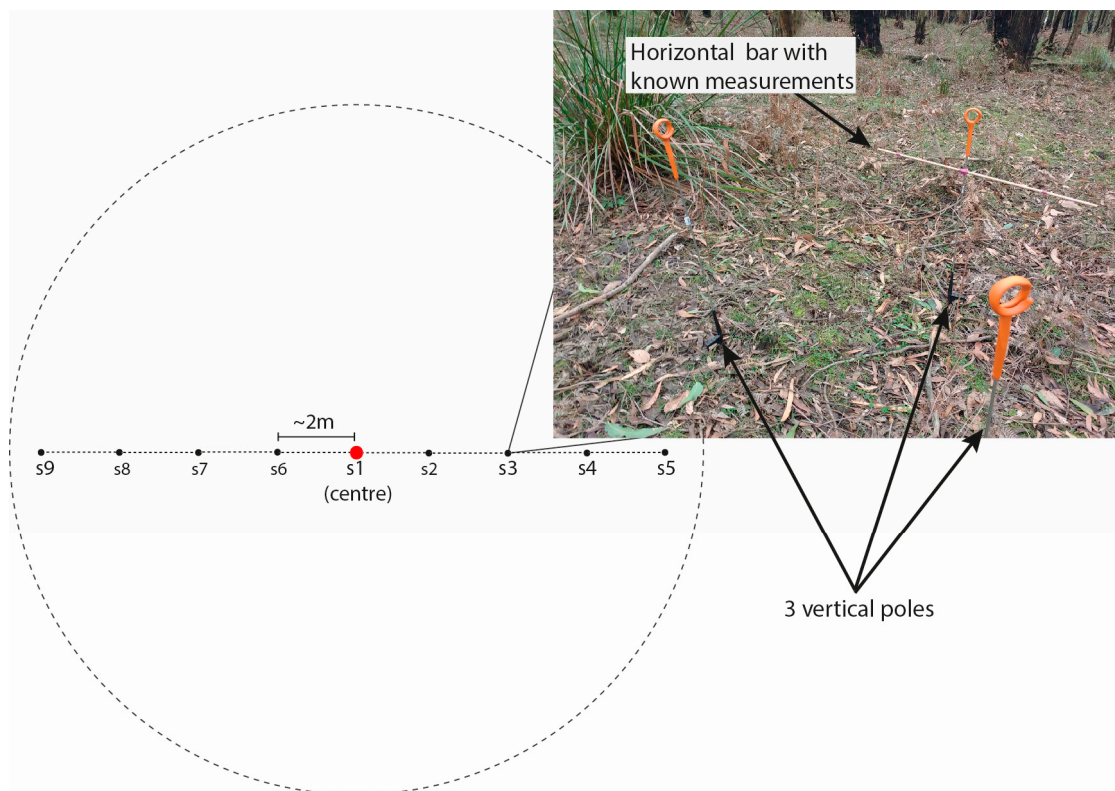 Horizontal bar with
known measurements
~2m
s9 s8 s7 s6 s1 s2 s3 s4 s5
(centre)
3 vertical poles